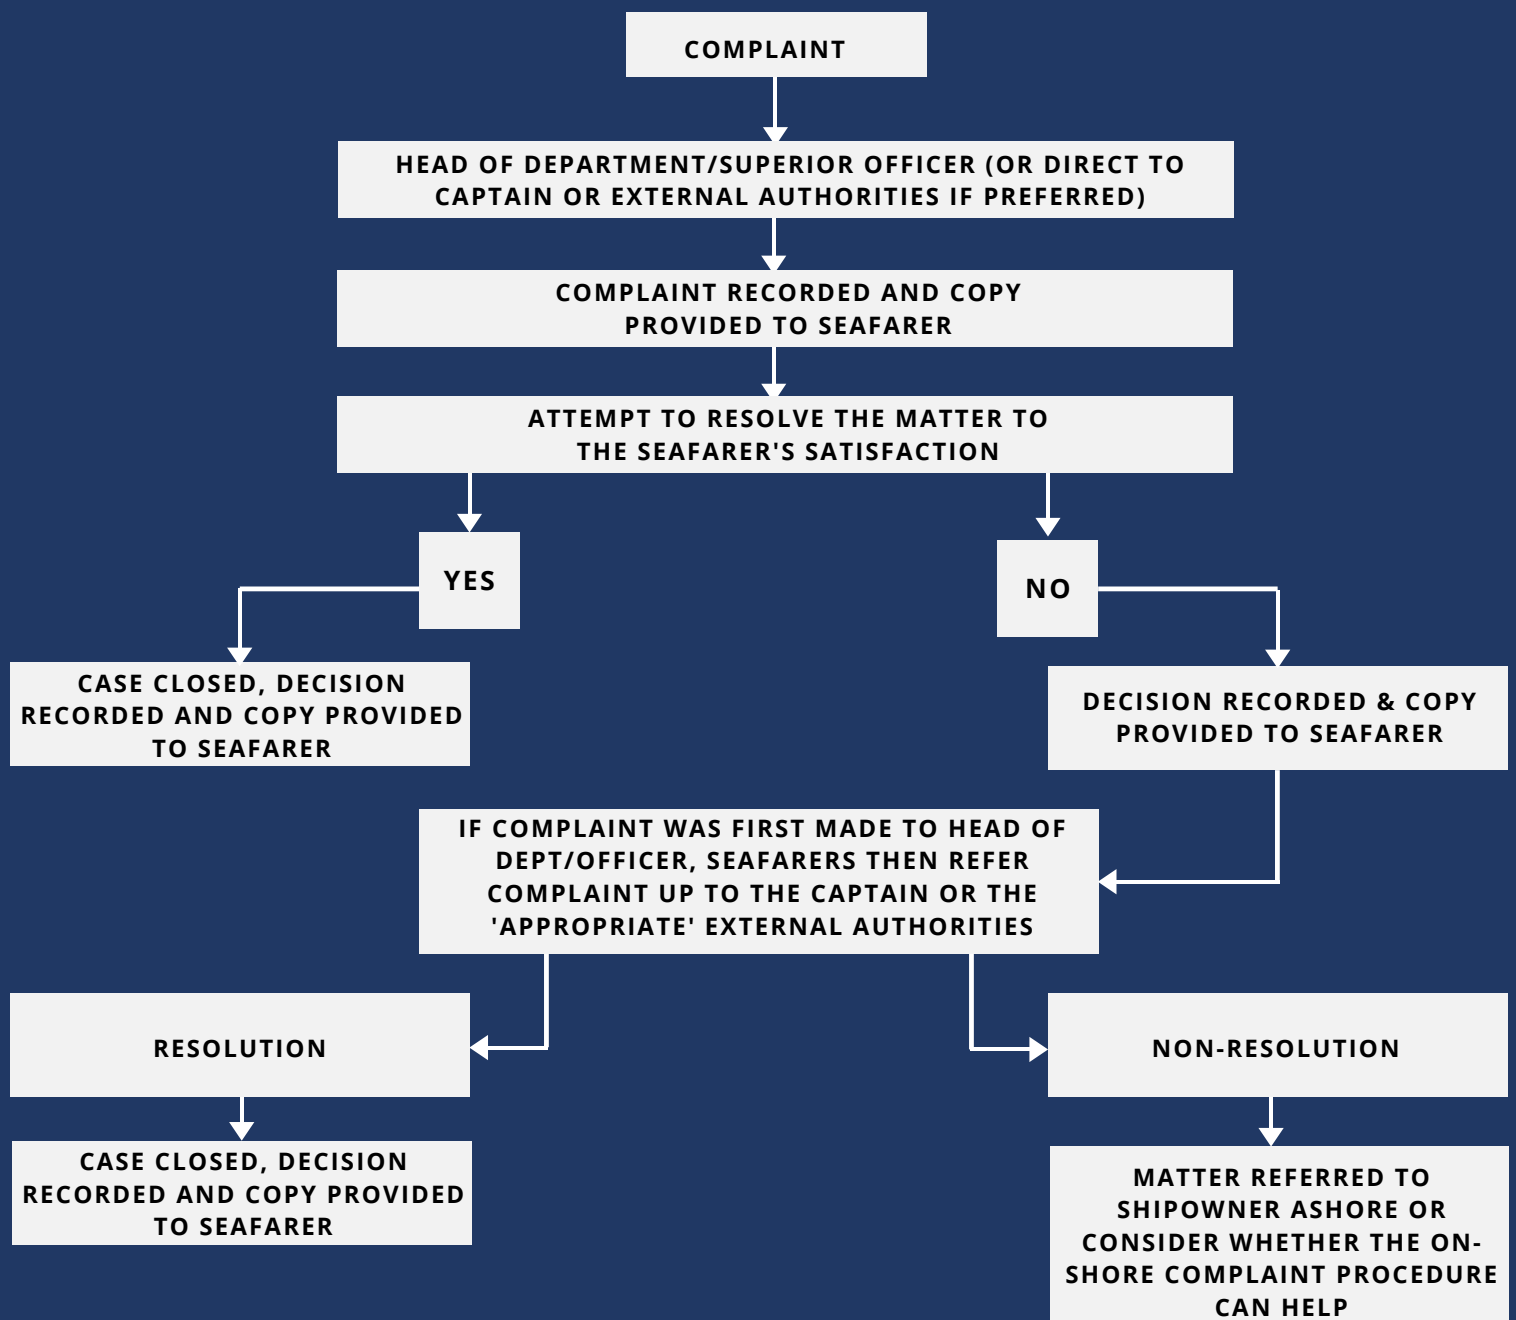 COMPLAINT
HEAD OF DEPARTMENT/SUPERIOR OFFICER (OR DIRECT TO
CAPTAIN OR EXTERNAL AUTHORITIES IF PREFERRED)
COMPLAINT RECORDED AND COPY
PROVIDED TO SEAFARER
ATTEMPT TO RESOLVE THE MATTER TO
THE SEAFARER'S SATISFACTION
YES
NO
CASE CLOSED, DECISION
RECORDED AND COPY PROVIDED
TO SEAFARER
DECISION RECORDED & COPY
PROVIDED TO SEAFARER
IF COMPLAINT WAS FIRST MADE TO HEAD OF
DEPT/OFFICER, SEAFARERS THEN REFER
COMPLAINT UP TO THE CAPTAIN OR THE
'APPROPRIATE' EXTERNAL AUTHORITIES
RESOLUTION
NON-RESOLUTION
CASE CLOSED, DECISION
RECORDED AND COPY PROVIDED
TO SEAFARER
MATTER REFERRED TO
SHIPOWNER ASHORE OR
CONSIDER WHETHER THE ON-
SHORE COMPLAINT PROCEDURE
CAN HELP